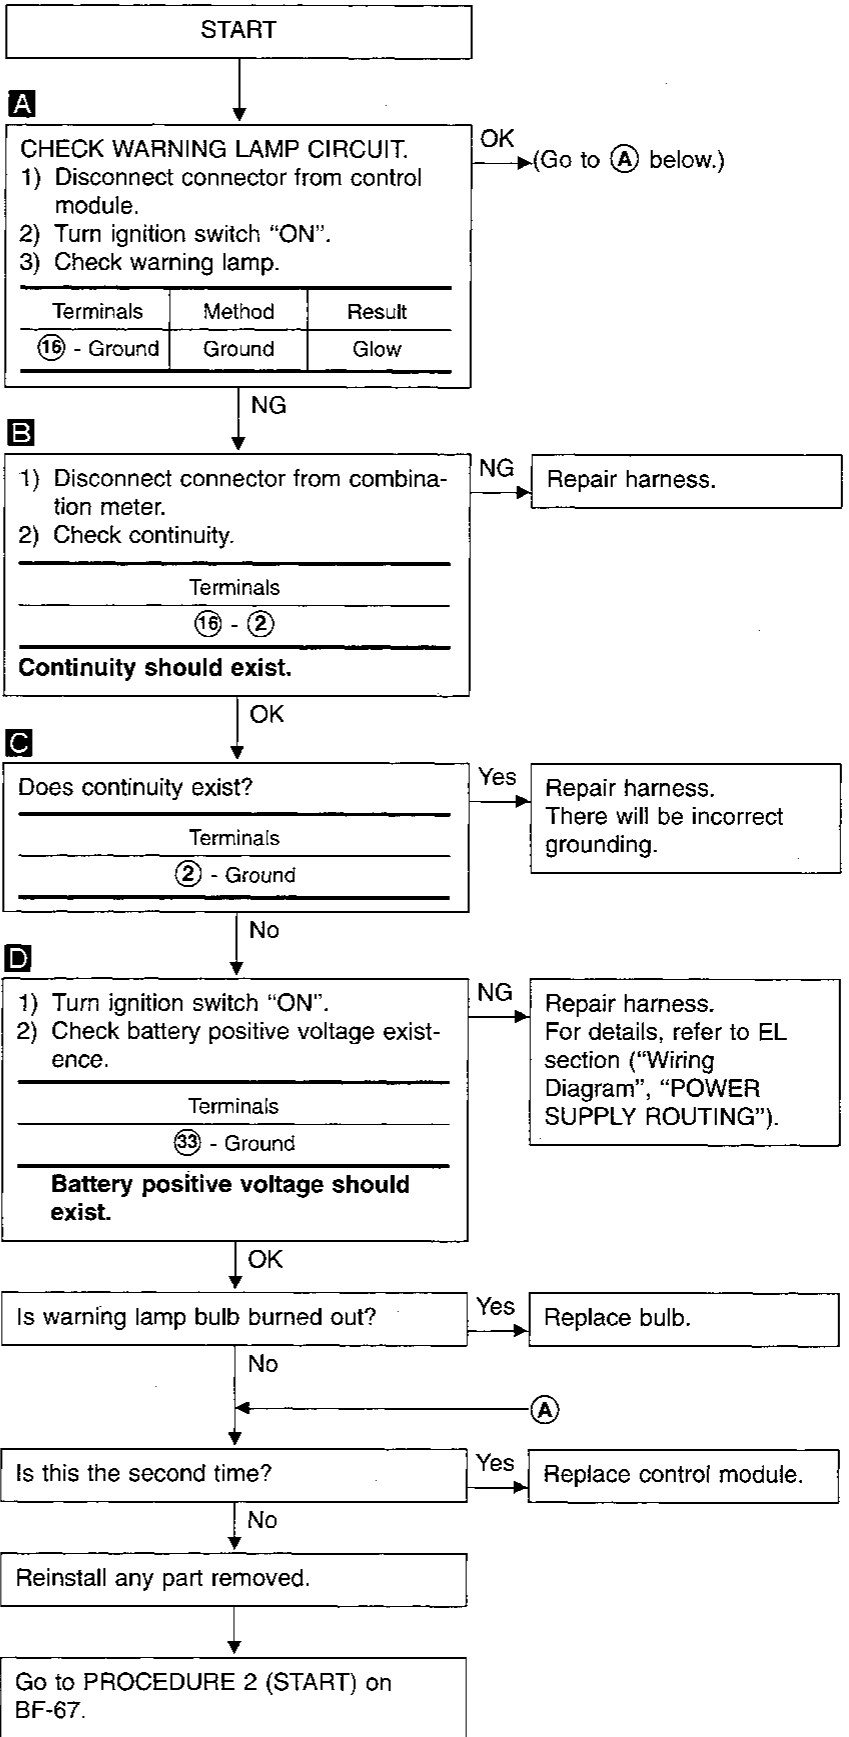 START
A
CHECK WARNING LAMP CIRCUIT.
1) Disconnect connector from control
module.
2) Turn ignition switch “ON”.
3) Check warning lamp.
Terminals Method Result
⑯ - Ground Ground Glow
OK
(Go to Ⓐ below.)
NG
B
1) Disconnect connector from combina-
tion meter.
2) Check continuity.
Terminals
⑯ - ②
Continuity should exist.
NG
Repair harness.
OK
C
Does continuity exist?
Terminals
② - Ground
Yes
Repair harness.
There will be incorrect
grounding.
No
D
1) Turn ignition switch “ON”.
2) Check battery positive voltage exist-
ence.
Terminals
㉝ - Ground
Battery positive voltage should
exist.
NG
Repair harness.
For details, refer to EL
section (“Wiring
Diagram”, “POWER
SUPPLY ROUTING”).
OK
Is warning lamp bulb burned out?
Yes
Replace bulb.
No
Ⓐ
Is this the second time?
Yes
Replace control module.
No
Reinstall any part removed.
Go to PROCEDURE 2 (START) on
BF-67.